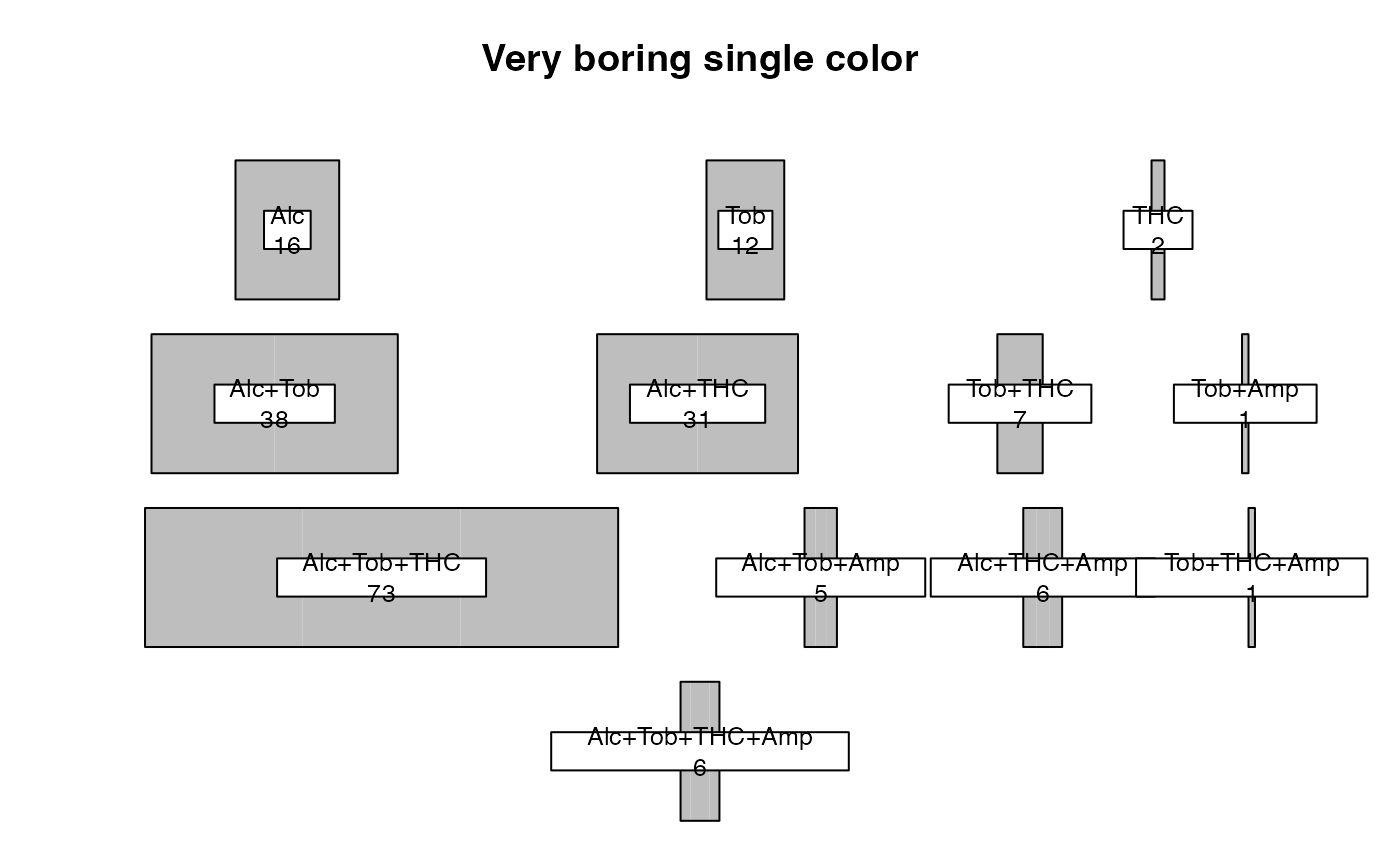 Very boring single color
Alc
16
Tob
12
THC
2
Alc+Tob
38
Alc+THC
31
Tob+THC
7
Tob+Amp
1
Alc+Tob+THC
73
Alc+Tob+Amp
5
Alc+THC+Amp
6
Tob+THC+Amp
1
Alc+Tob+THC+Amp
6